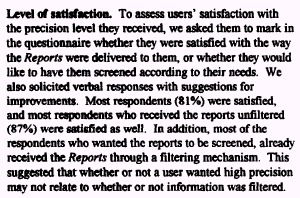 Level of satisfaction. To assess users' satisfaction with
the precision level they received, we asked them to mark in
the questionnaire whether they were satisfied with the way
the Reports were delivered to them, or whether they would
like to have them screened according to their needs. We
also solicited verbal responses with suggestions for
improvements. Most respondents (81%) were satisfied,
and most respondents who received the reports unfiltered
(87%) were satisfied as well. In addition, most of the
respondents who wanted the reports to be screened, already
received the Reports through a filtering mechanism. This
suggested that whether or not a user wanted high precision
may not relate to whether or not information was filtered.